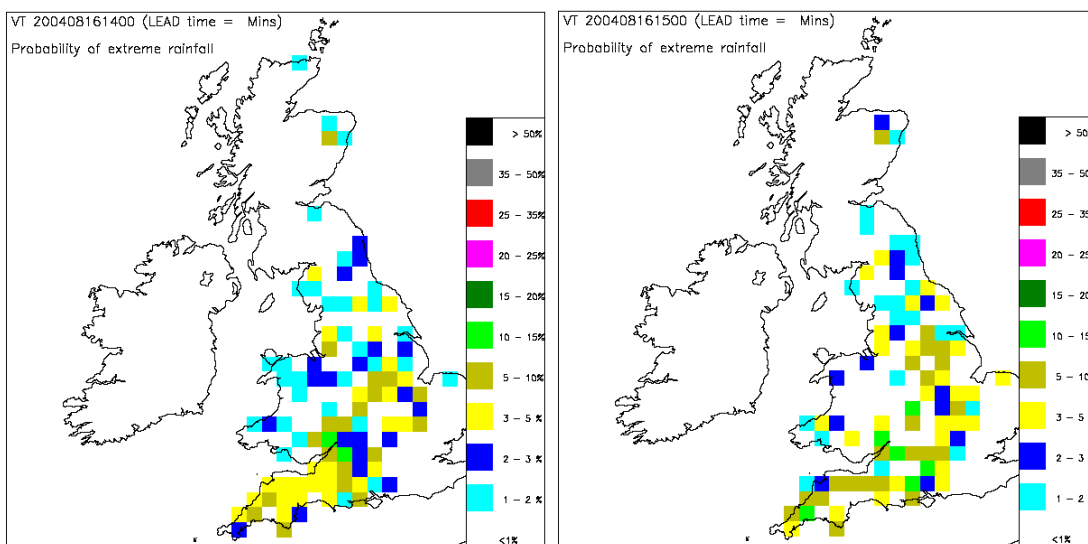 VT 200408161400 (LEAD time =  Mins)
Probability of extreme rainfall
> 50%
35 - 50%
25 - 35%
20 - 25%
15 - 20%
10 - 15%
5 - 10%
3 - 5 %
2 - 3 %
1 - 2 %
<1%
VT 200408161500 (LEAD time =  Mins)
Probability of extreme rainfall
> 50
35 - 50
25 - 35
20 - 25
15 - 20
10 - 15
5 - 10
3 - 5
2 - 3
1 - 2
<1%